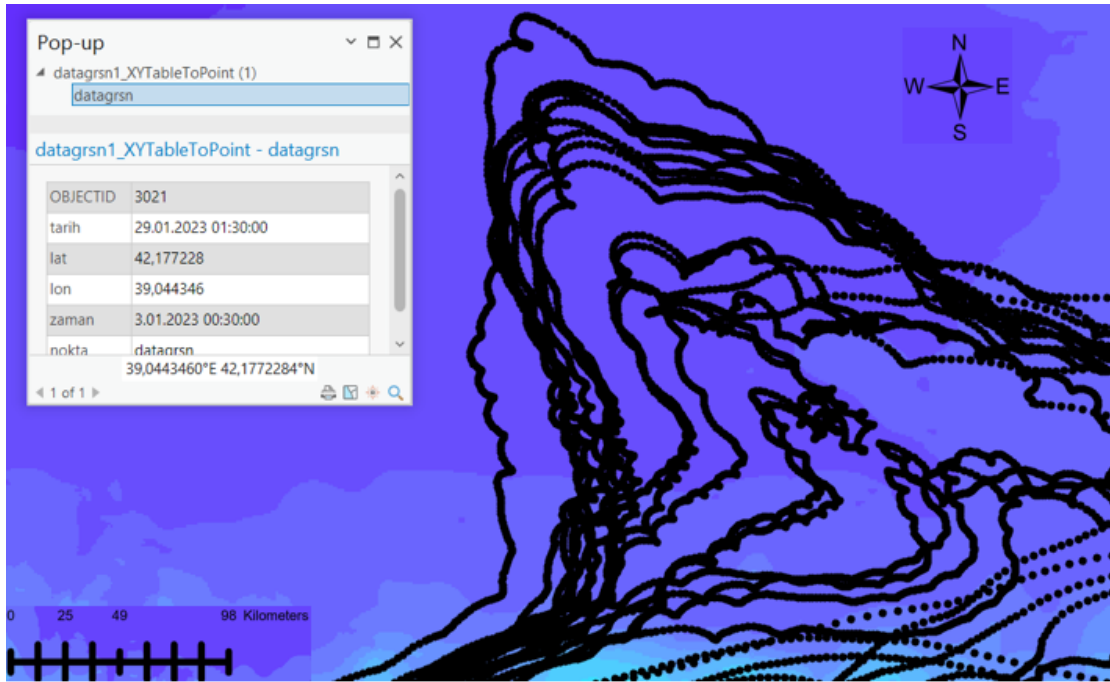 Pop-up
datagrsn1_XYTableToPoint (1)
datagrsn
datagrsn1_XYTableToPoint - datagrsn
OBJECTID 3021
tarih 29.01.2023 01:30:00
lat 42,177228
lon 39,044346
zaman 3.01.2023 00:30:00
nokta datagrsn
39,0443460°E 42,1772284°N
1 of 1
N
W E
S
0 25 49 98 Kilometers